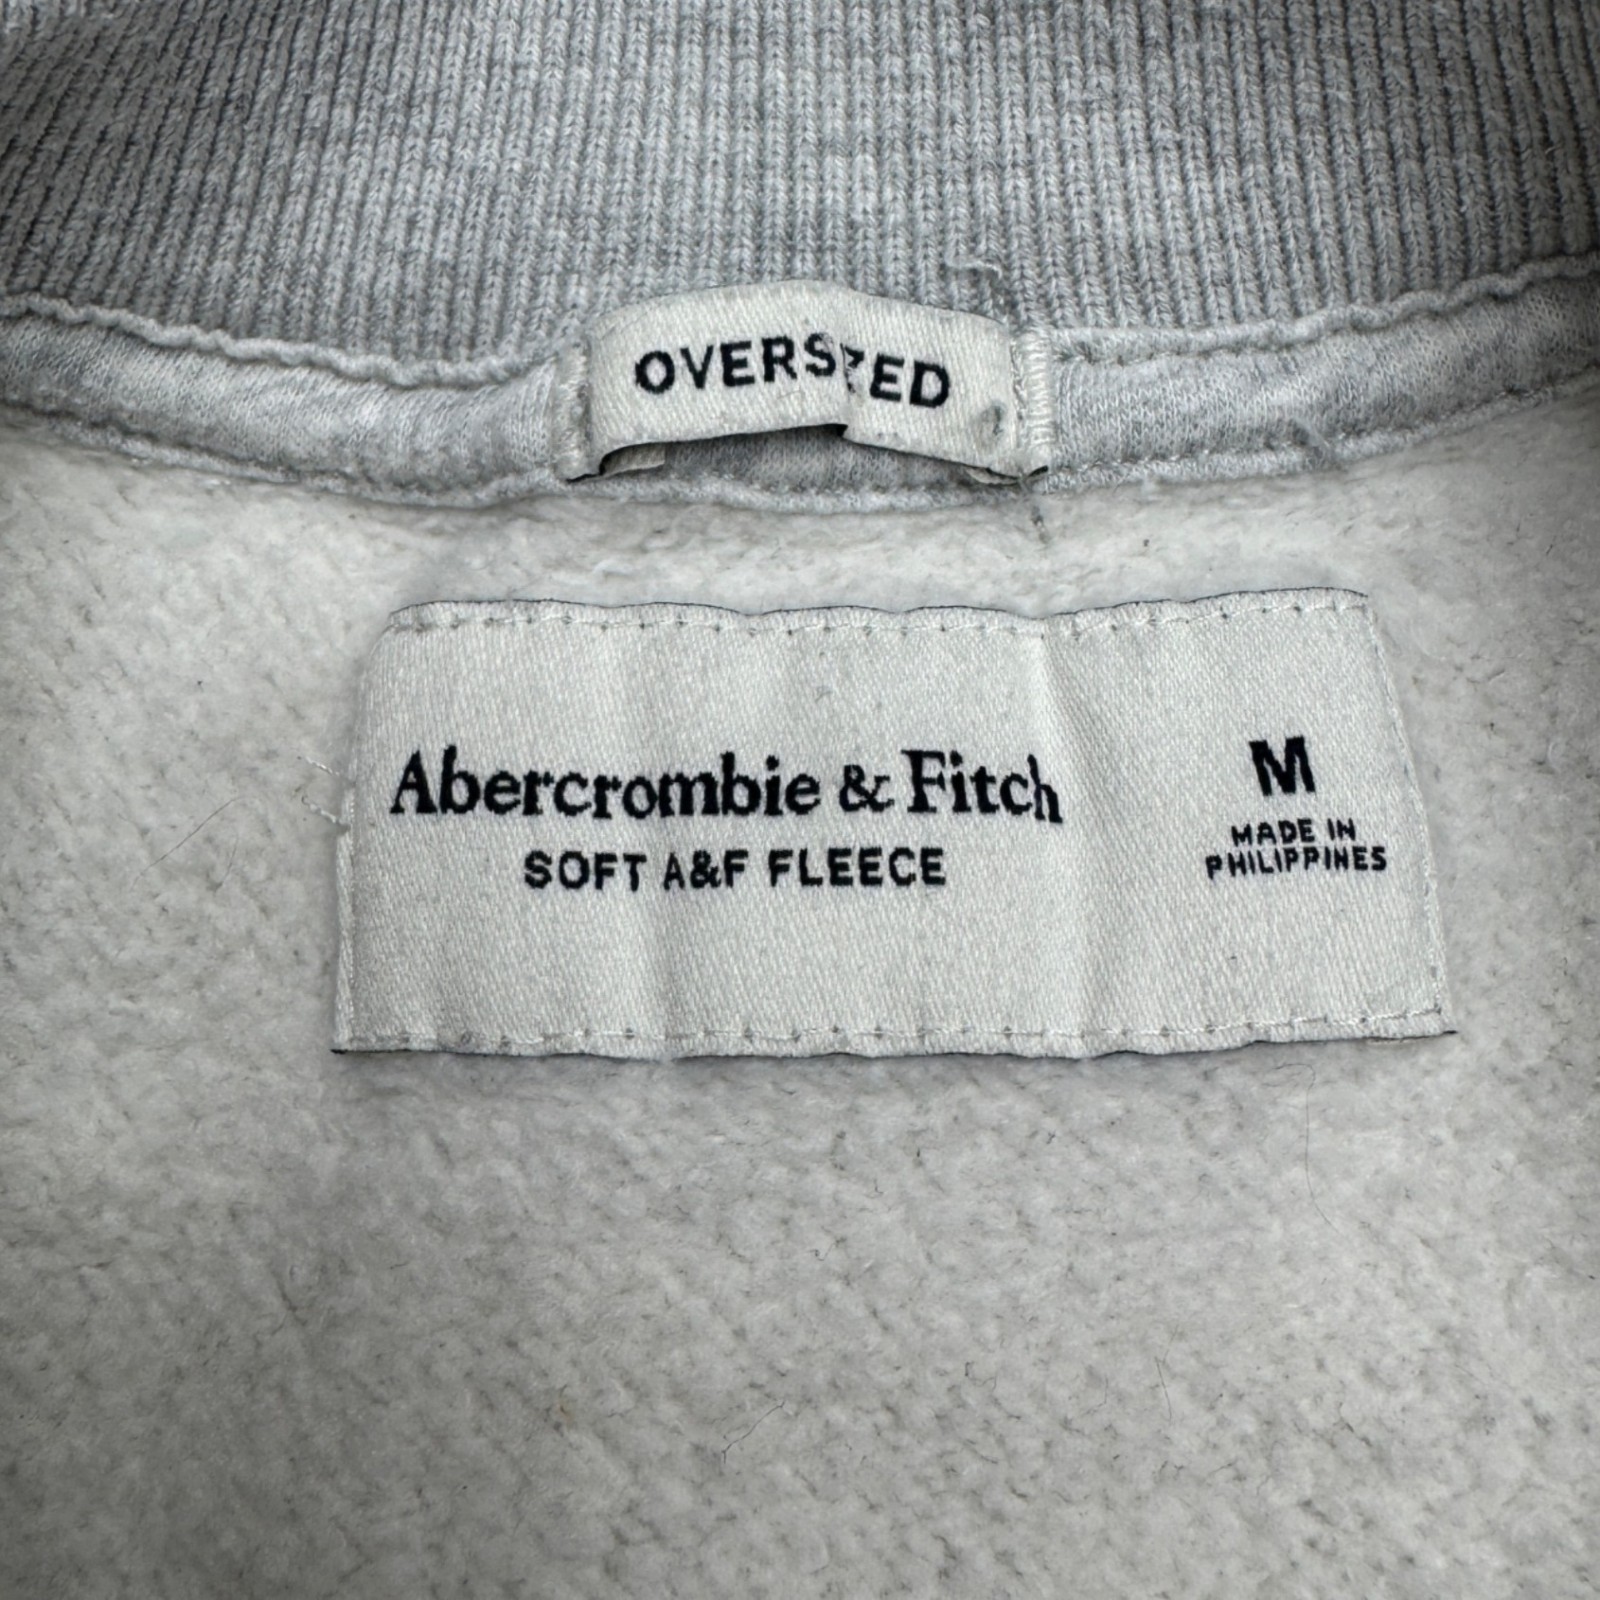 OVERSIZED
Abercrombie & Fitch
SOFT A&F FLEECE
M
MADE IN
PHILIPPINES